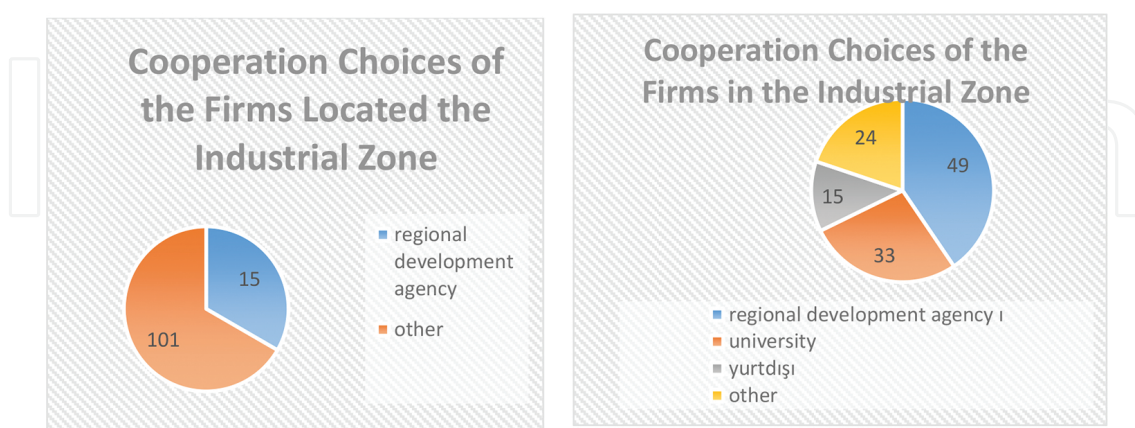 Cooperation Choices of
the Firms Located the
Industrial Zone
15
101
regional
development
agency
other
Cooperation Choices of the
Firms in the Industrial Zone
24
49
15
33
regional development agency ı
university
yurtdışı
other